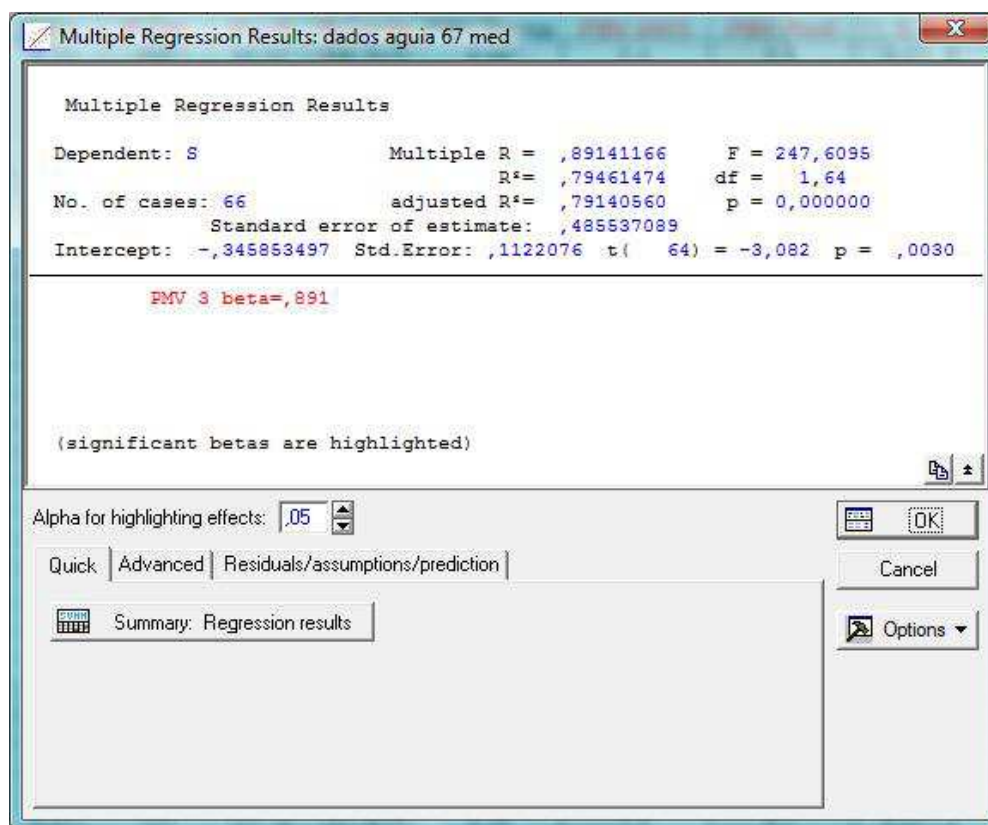 Multiple Regression Results: dados aguia 67 med
Multiple Regression Results
Dependent: S Multiple R = ,89141166 F = 247,6095
R²= ,79461474 df = 1,64
No. of cases: 66 adjusted R²= ,79140560 p = 0,000000
Standard error of estimate: ,485537089
Intercept: -,345853497 Std.Error: ,1122076 t( 64) = -3,082 p = ,0030
PMV 3 beta=,891
(significant betas are highlighted)
Alpha for highlighting effects: ,05
OK
Quick Advanced Residuals/assumptions/prediction
Cancel
Summary: Regression results
Options